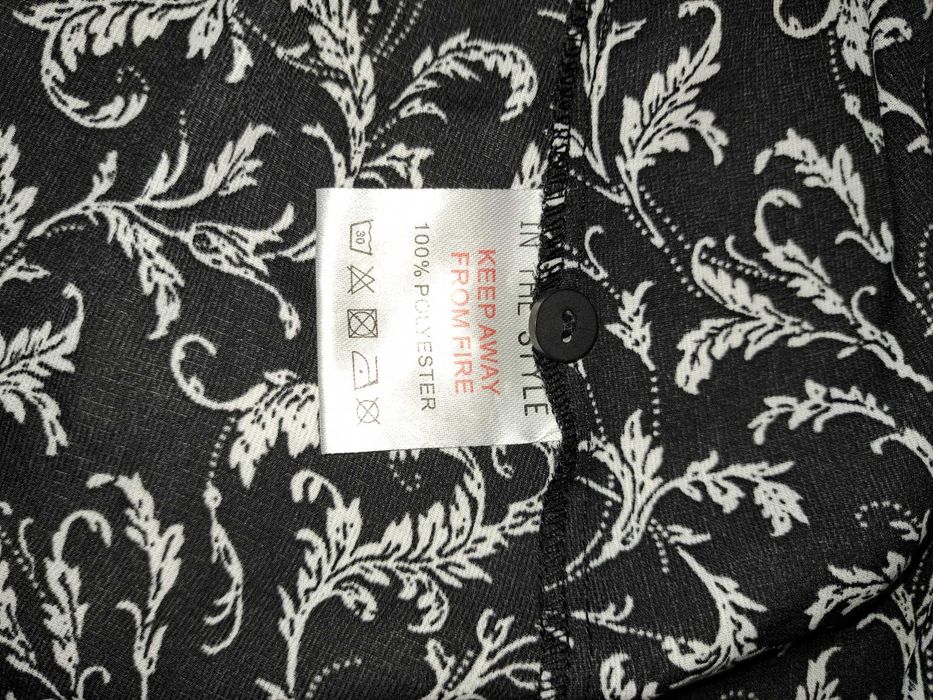 IN THE STYLE
KEEP AWAY
FROM FIRE
100% POLYESTER
30